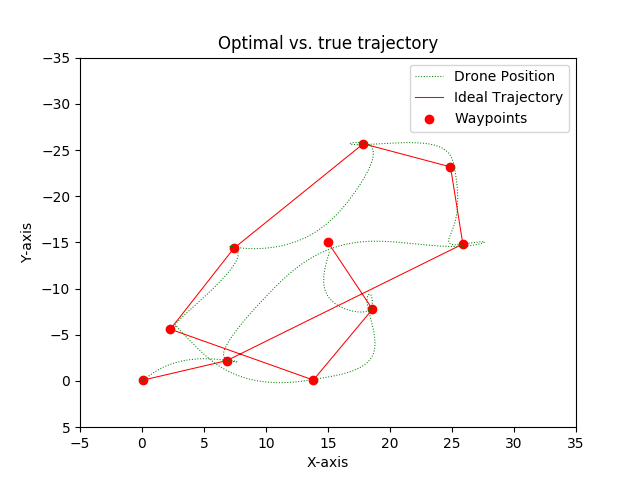 Optimal vs. true trajectory
Drone Position
Ideal Trajectory
Waypoints
Y-axis
−35
−30
−25
−20
−15
−10
−5
0
5
−5 0 5 10 15 20 25 30 35
X-axis